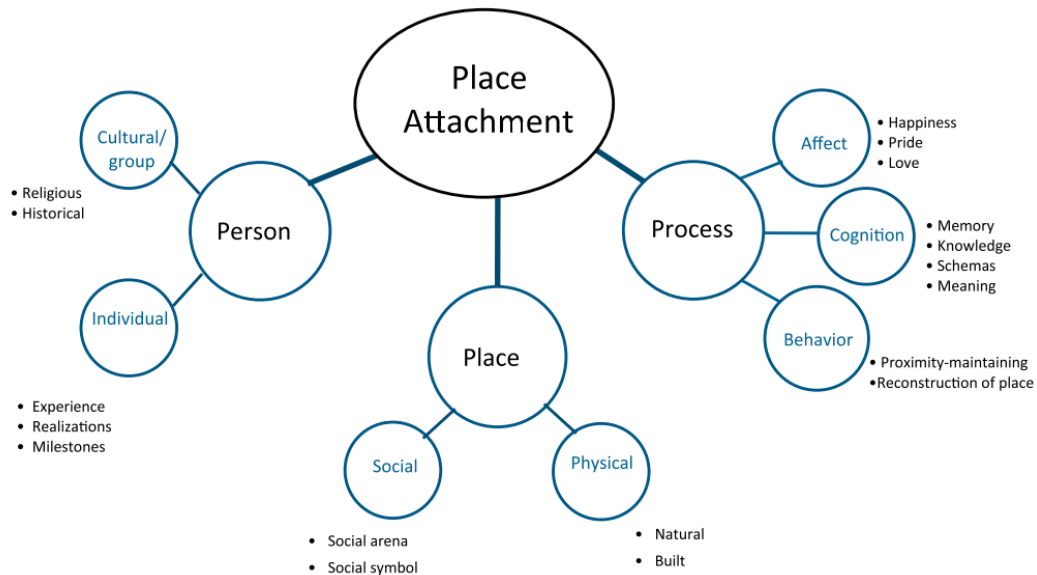 Place
Attachment
Cultural/
group
• Religious
• Historical
Person
Individual
• Experience
• Realizations
• Milestones
Place
Social
• Social arena
• Social symbol
Physical
• Natural
• Built
Process
Affect
• Happiness
• Pride
• Love
Cognition
• Memory
• Knowledge
• Schemas
• Meaning
Behavior
• Proximity-maintaining
•Reconstruction of place